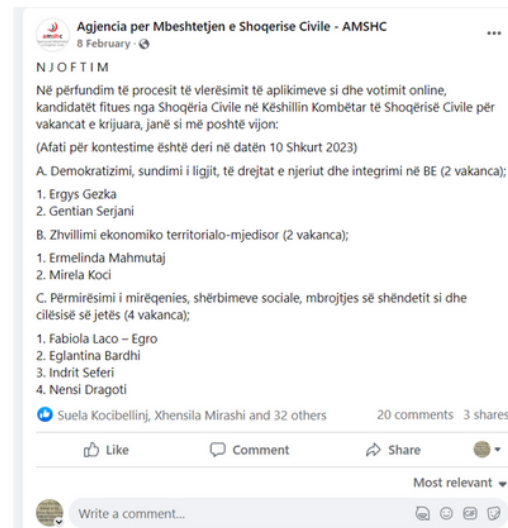 Agjencia per Mbeshtetjen e Shoqerise Civile - AMSHC
8 February ·
N J O F T I M
Në përfundim të procesit të vlerësimit të aplikimeve si dhe votimit online,
kandidatët fitues nga Shoqëria Civile në Këshillin Kombëtar të Shoqërisë Civile për
vakancat e krijuara, janë si më poshtë vijon:
(Afati për kontestime është deri në datën 10 Shkurt 2023)
A. Demokratizimi, sundimi i ligjit, të drejtat e njeriut dhe integrimi në BE (2 vakanca);
1. Ergys Gezka
2. Gentian Serjani
B. Zhvillimi ekonomiko territorialo-mjedisor (2 vakanca);
1. Ermelinda Mahmutaj
2. Mirela Koci
C. Përmirësimi i mirëqenies, shërbimeve sociale, mbrojtjes së shëndetit si dhe
cilësisë së jetës (4 vakanca);
1. Fabiola Laco – Egro
2. Eglantina Bardhi
3. Indrit Seferi
4. Nensi Dragoti
Suela Kocibellinj, Xhensila Mirashi and 32 others 20 comments 3 shares
Like Comment Share
Most relevant
Write a comment...
GIF